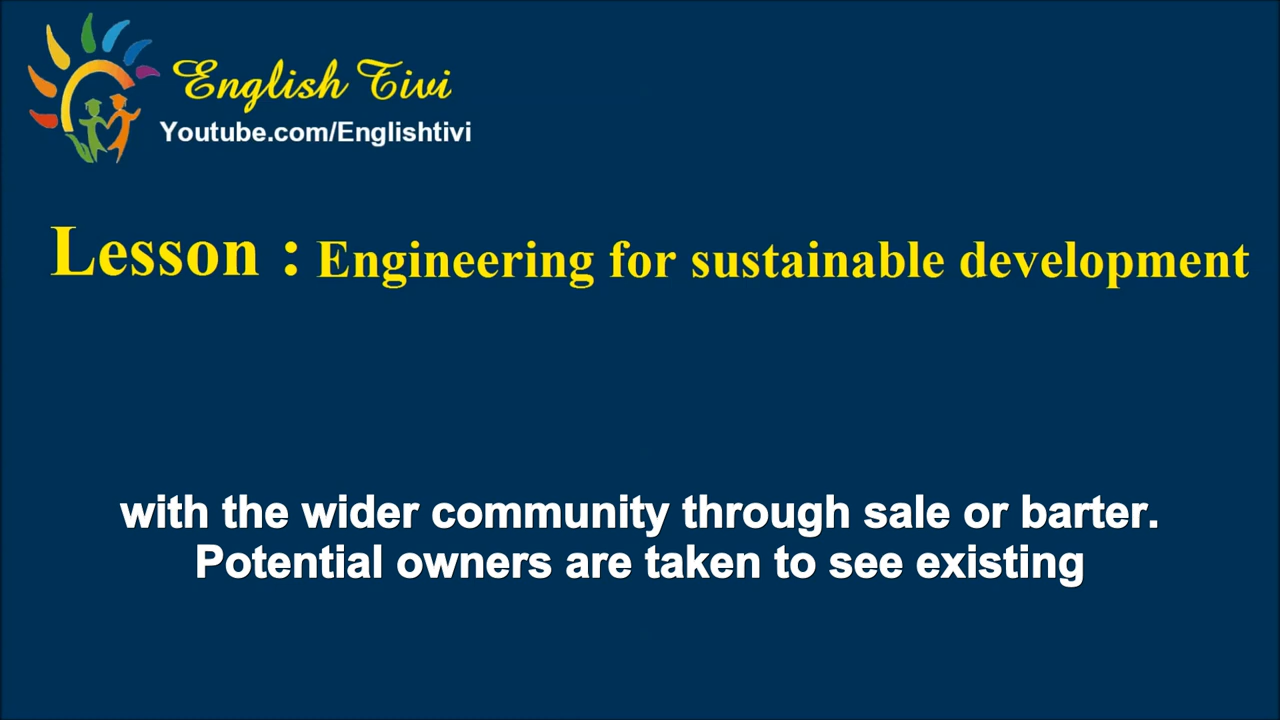 English Tivi
Youtube.com/Englishtivi
Lesson : Engineering for sustainable development
with the wider community through sale or barter.
Potential owners are taken to see existing